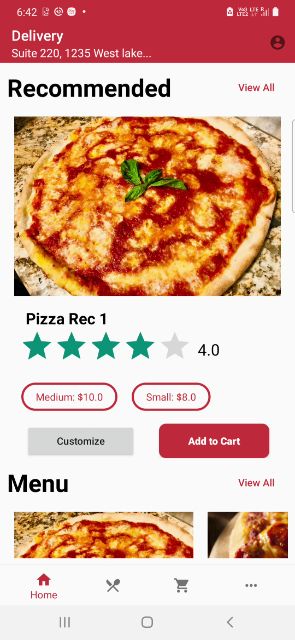 6:42
Delivery
Suite 220, 1235 West lake...
Recommended
View All
Pizza Rec 1
4.0
Medium: $10.0
Small: $8.0
Customize
Add to Cart
Menu
View All
Home